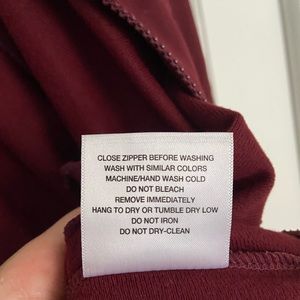 CLOSE ZIPPER BEFORE WASHING
WASH WITH SIMILAR COLORS
MACHINE/HAND WASH COLD
DO NOT BLEACH
REMOVE IMMEDIATELY
HANG TO DRY OR TUMBLE DRY LOW
DO NOT IRON
DO NOT DRY-CLEAN